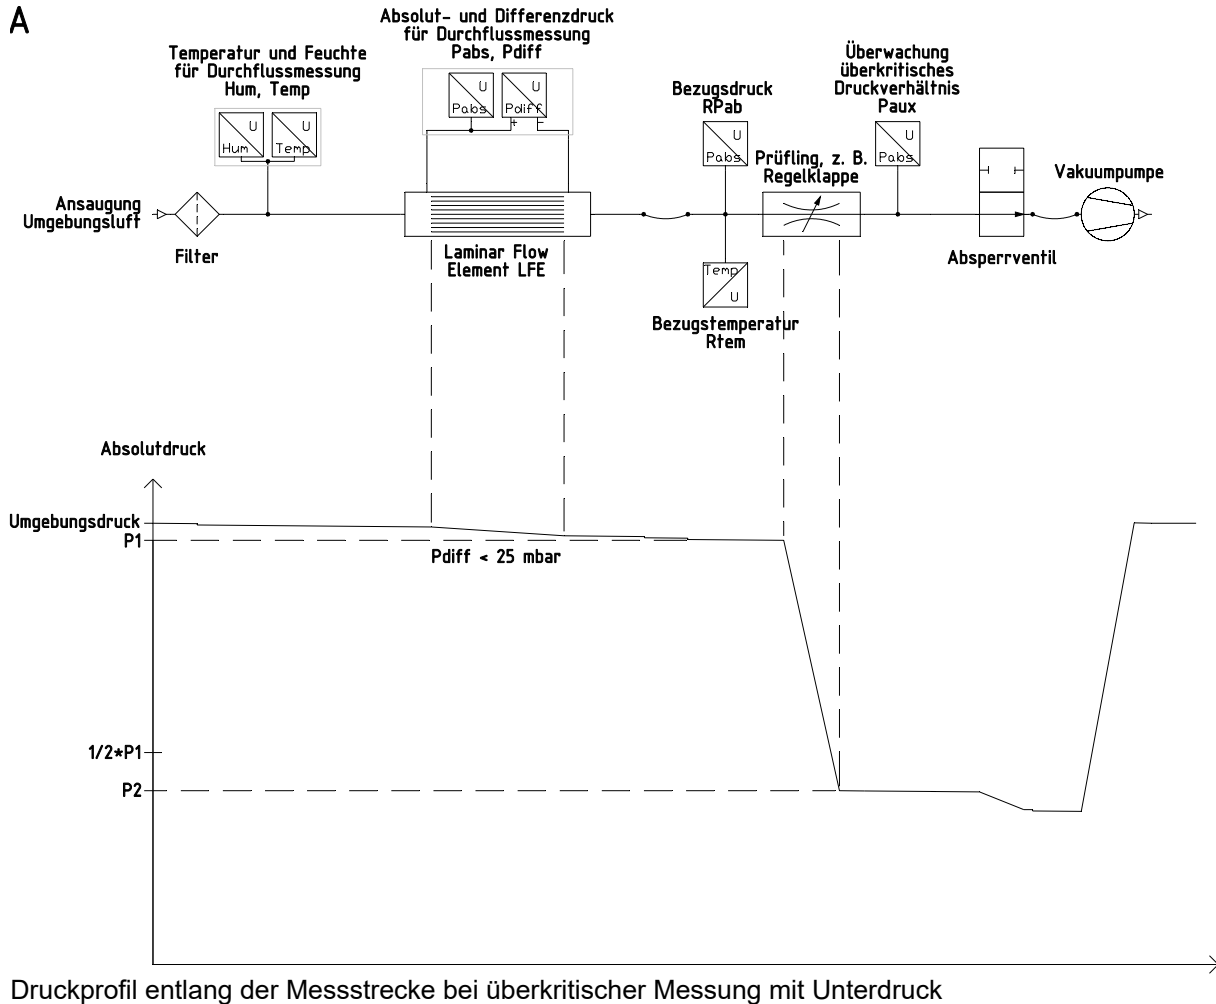 A
Absolut- und Differenzdruck
für Durchflussmessung
Pabs, Pdiff
Temperatur und Feuchte
für Durchflussmessung
Hum, Temp
Überwachung
überkritisches
Druckverhältnis
Paux
Bezugsdruck
RPab
U
Pabs
U
Pdiff
+
-
U
Hum
U
Temp
U
Pabs
U
Pabs
Prüfling, z. B.
Regelklappe
Vakuumpumpe
Ansaugung
Umgebungsluft
Filter
Laminar Flow
Element LFE
Absperrventil
Temp
U
Bezugstemperatur
Rtem
Absolutdruck
Umgebungsdruck
P1
Pdiff < 25 mbar
1/2*P1
P2
Druckprofil entlang der Messstrecke bei überkritischer Messung mit Unterdruck